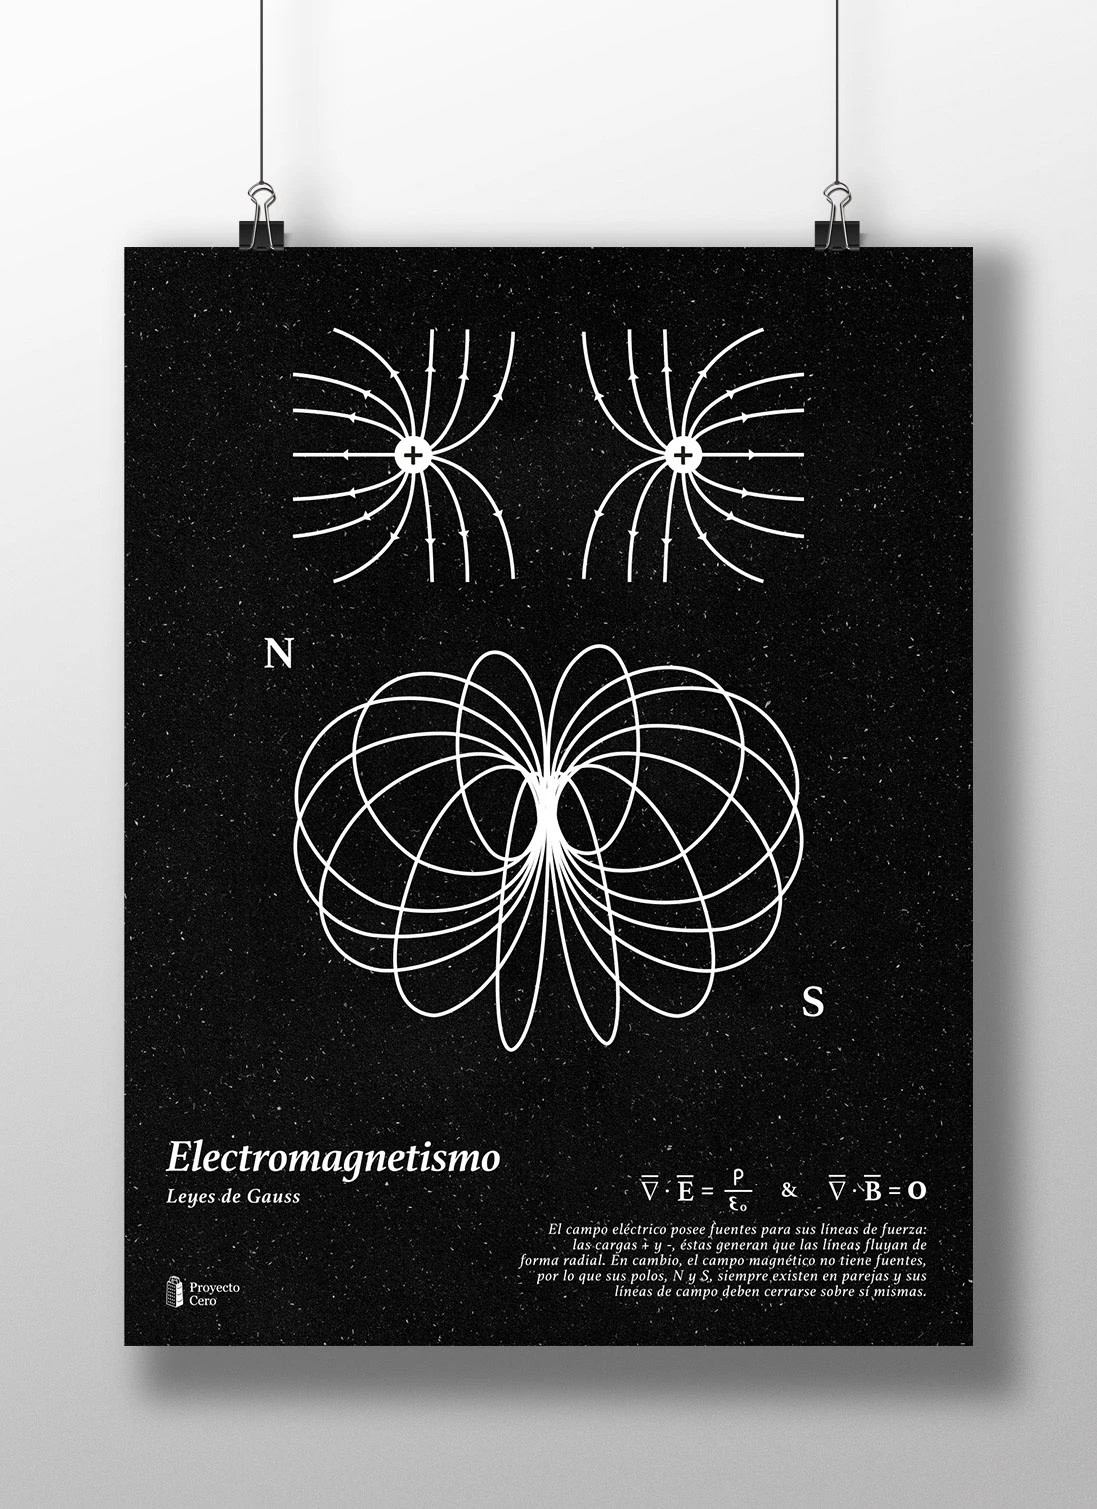 +
+
N
S
Electromagnetismo
Leyes de Gauss
∇̅ · E̅ = ρ/ε₀ & ∇̅ · B̅ = 0
El campo eléctrico posee fuentes para sus líneas de fuerza:
las cargas + y -, éstas generan que las líneas fluyan de
forma radial. En cambio, el campo magnético no tiene fuentes,
por lo que sus polos, N y S, siempre existen en parejas y sus
líneas de campo deben cerrarse sobre sí mismas.
Proyecto
Cero